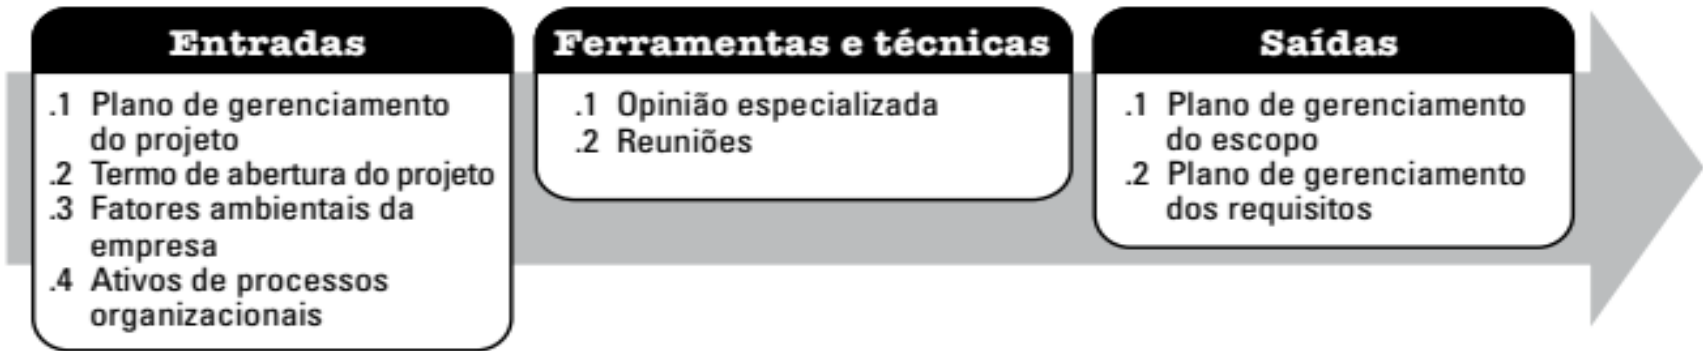 Entradas
.1 Plano de gerenciamento
do projeto
.2 Termo de abertura do projeto
.3 Fatores ambientais da
empresa
.4 Ativos de processos
organizacionais
Ferramentas e técnicas
.1 Opinião especializada
.2 Reuniões
Saídas
.1 Plano de gerenciamento
do escopo
.2 Plano de gerenciamento
dos requisitos